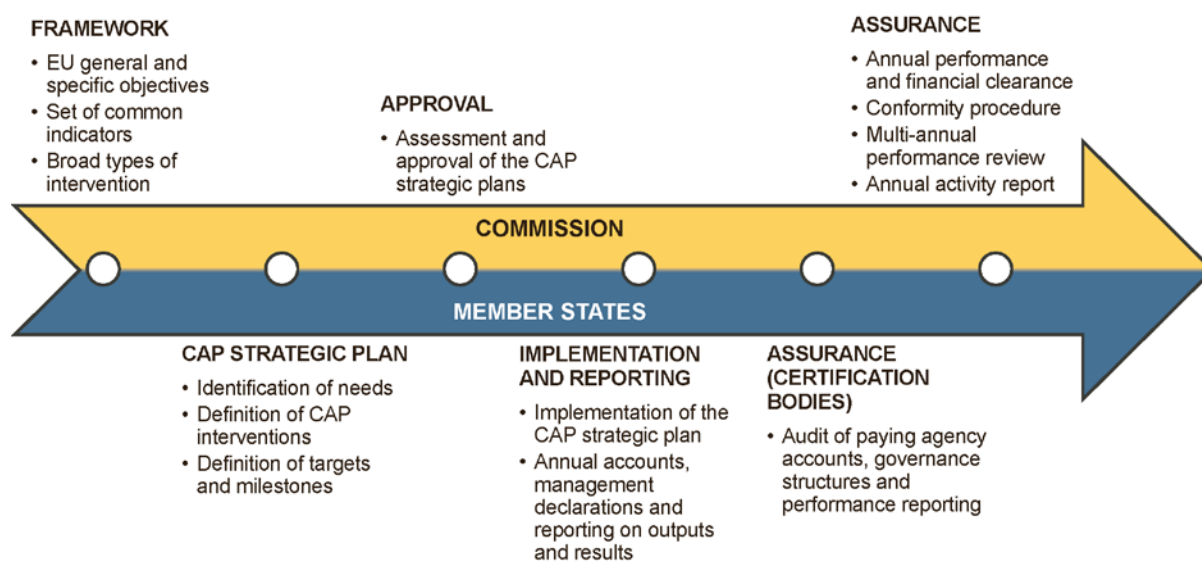 FRAMEWORK
• EU general and
specific objectives
• Set of common
indicators
• Broad types of
intervention
APPROVAL
• Assessment and
approval of the CAP
strategic plans
ASSURANCE
• Annual performance
and financial clearance
• Conformity procedure
• Multi-annual
performance review
• Annual activity report
COMMISSION
MEMBER STATES
CAP STRATEGIC PLAN
• Identification of needs
• Definition of CAP
interventions
• Definition of targets
and milestones
IMPLEMENTATION
AND REPORTING
• Implementation of the
CAP strategic plan
• Annual accounts,
management
declarations and
reporting on outputs
and results
ASSURANCE
(CERTIFICATION
BODIES)
• Audit of paying agency
accounts, governance
structures and
performance reporting